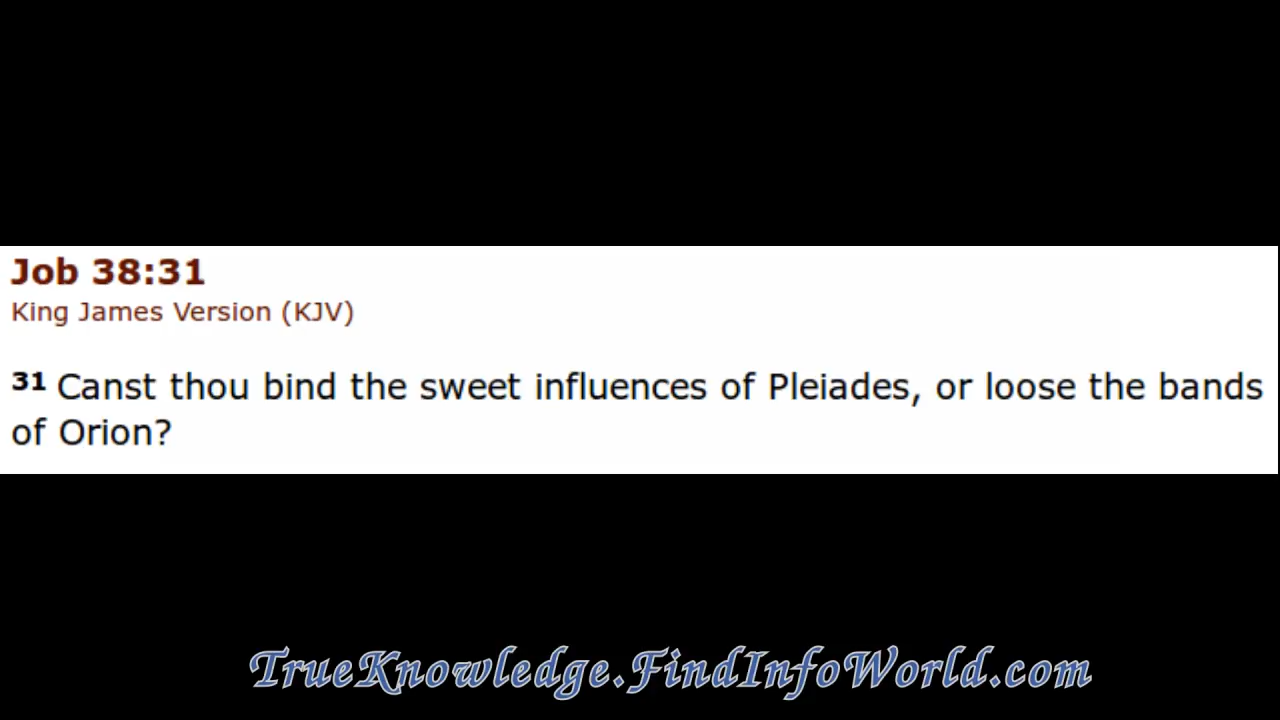 Job 38:31
King James Version (KJV)
31 Canst thou bind the sweet influences of Pleiades, or loose the bands
of Orion?
TrueKnowledge.FindInfoWorld.com